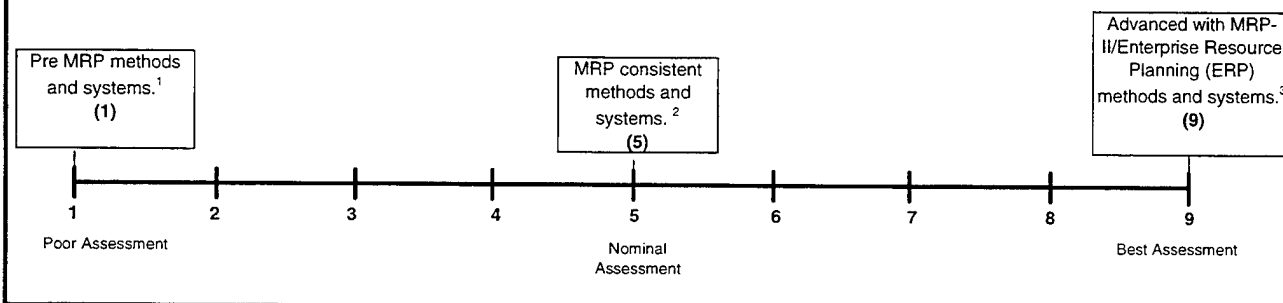 Pre MRP methods
and systems.¹
(1)
MRP consistent
methods and
systems. ²
(5)
Advanced with MRP-
II/Enterprise Resource
Planning (ERP)
methods and systems.³
(9)
1 2 3 4 5 6 7 8 9
Poor Assessment
Nominal
Assessment
Best Assessment